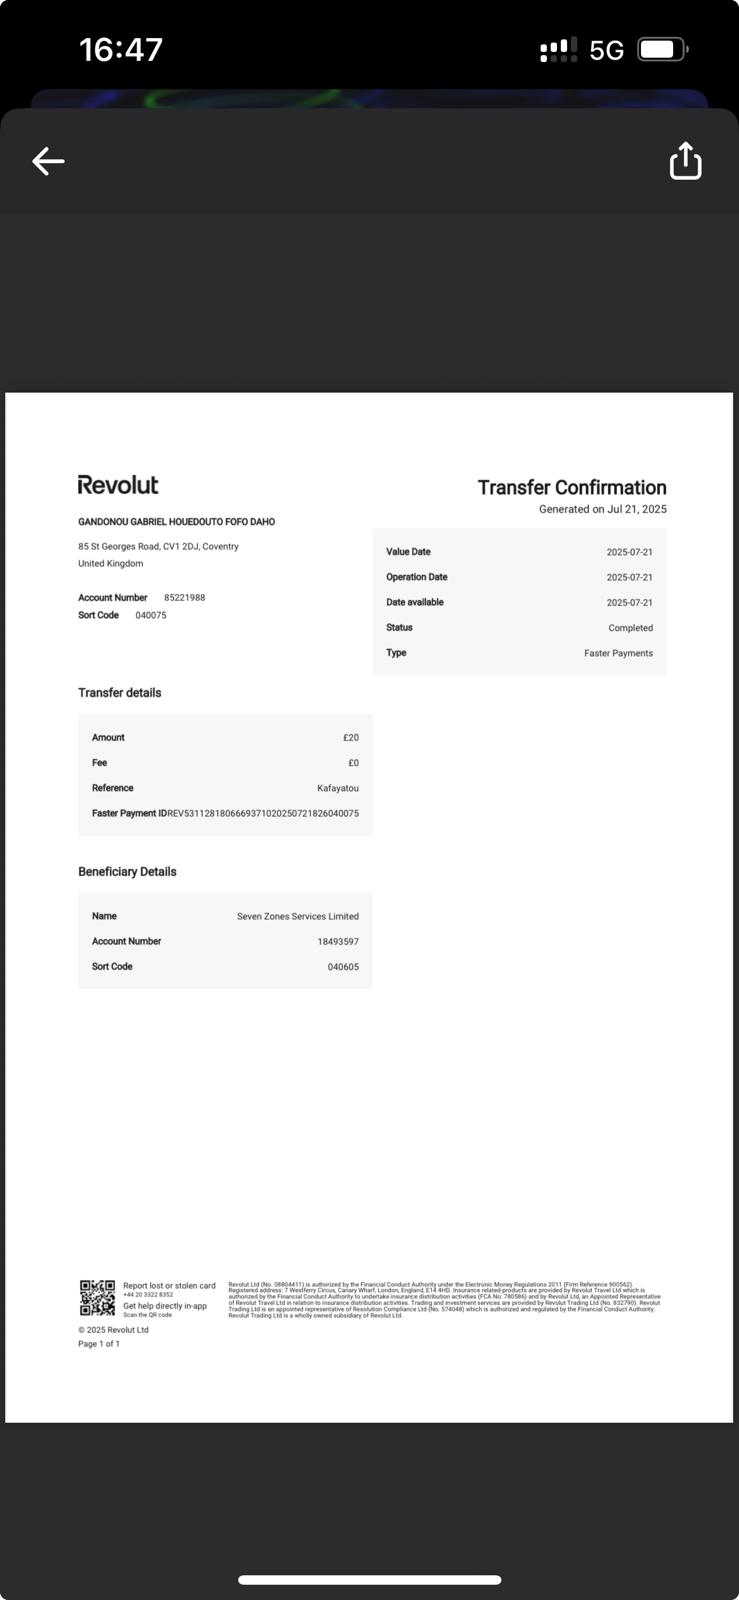 16:47
5G
Revolut
Transfer Confirmation
Generated on Jul 21, 2025
GANDONOU GABRIEL HOUEDOUTO FOFO DAHO
85 St Georges Road, CV1 2DJ, Coventry
United Kingdom
Account Number 85221988
Sort Code 040075
Value Date 2025-07-21
Operation Date 2025-07-21
Date available 2025-07-21
Status Completed
Type Faster Payments
Transfer details
Amount £20
Fee £0
Reference Kafayatou
Faster Payment IDREV5311281806669371020250721826040075
Beneficiary Details
Name Seven Zones Services Limited
Account Number 18493597
Sort Code 040605
Report lost or stolen card
+44 20 3322 8352
Get help directly in-app
Scan the QR code
Revolut Ltd (No. 08804411) is authorized by the Financial Conduct Authority under the Electronic Money Regulations 2011 (Firm Reference 900562).
Registered address: 7 Westferry Circus, Canary Wharf, London, England, E14 4HD. Insurance related-products are provided by Revolut Travel Ltd which is
authorized by the Financial Conduct Authority to undertake insurance distribution activities (FCA No: 780586) and by Revolut Ltd, an Appointed Representative
of Revolut Travel Ltd in relation to insurance distribution activities. Trading and investment services are provided by Revolut Trading Ltd (No. 832790). Revolut
Trading Ltd is an appointed representative of Resolution Compliance Ltd (No. 574048) which is authorized and regulated by the Financial Conduct Authority.
Revolut Trading Ltd is a wholly owned subsidiary of Revolut Ltd.
© 2025 Revolut Ltd
Page 1 of 1